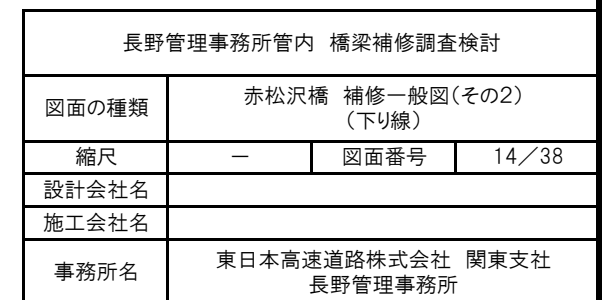 長野管理事務所管内 橋梁補修調査検討
図面の種類
赤松沢橋 補修一般図(その2)
(下り線)
縮尺 － 図面番号 14／38
設計会社名
施工会社名
事務所名
東日本高速道路株式会社 関東支社
長野管理事務所